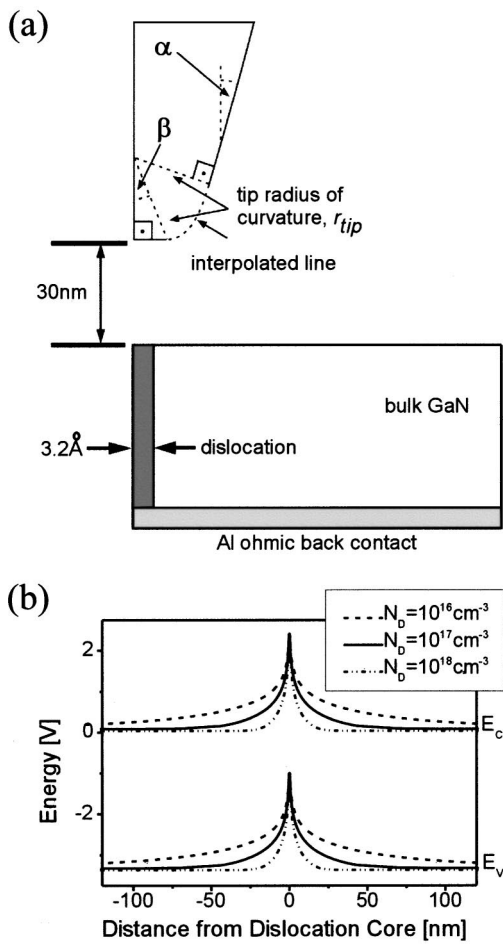 (a)
α
β
tip radius of
curvature, r_tip
interpolated line
30nm
bulk GaN
3.2Å
dislocation
Al ohmic back contact
(b)
N_D=10^16cm^-3
N_D=10^17cm^-3
N_D=10^18cm^-3
2
0
-2
Energy [V]
E_c
E_v
-100 -50 0 50 100
Distance from Dislocation Core [nm]